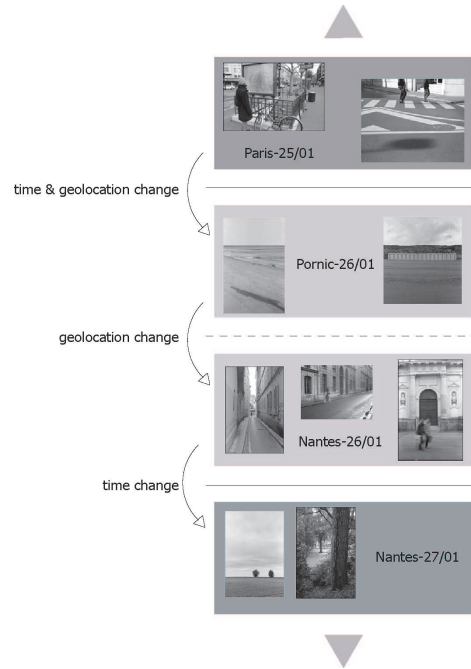 Paris-25/01
time & geolocation change
Pornic-26/01
geolocation change
Nantes-26/01
time change
Nantes-27/01